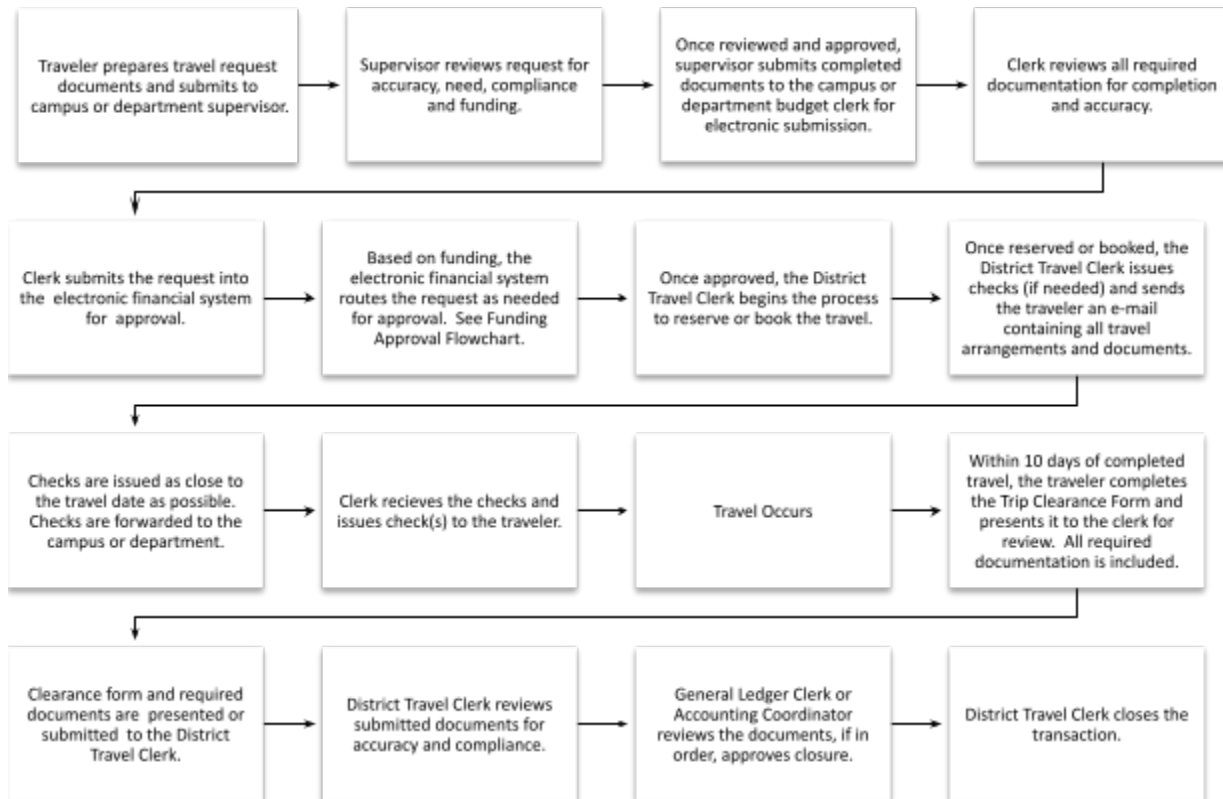 Traveler prepares travel request
documents and submits to
campus or department supervisor.
Supervisor reviews request for
accuracy, need, compliance
and funding.
Once reviewed and approved,
supervisor submits completed
documents to the campus or
department budget clerk for
electronic submission.
Clerk reviews all required
documentation for completion
and accuracy.
Clerk submits the request into
the electronic financial system
for approval.
Based on funding, the
electronic financial system
routes the request as needed
for approval. See Funding
Approval Flowchart.
Once approved, the District
Travel Clerk begins the process
to reserve or book the travel.
Once reserved or booked, the
District Travel Clerk issues
checks (if needed) and sends
the traveler an e-mail
containing all travel
arrangements and documents.
Checks are issued as close to
the travel date as possible.
Checks are forwarded to the
campus or department.
Clerk recieves the checks and
issues check(s) to the traveler.
Travel Occurs
Within 10 days of completed
travel, the traveler completes
the Trip Clearance Form and
presents it to the clerk for
review. All required
documentation is included.
Clearance form and required
documents are presented or
submitted to the District
Travel Clerk.
District Travel Clerk reviews
submitted documents for
accuracy and compliance.
General Ledger Clerk or
Accounting Coordinator
reviews the documents, if in
order, approves closure.
District Travel Clerk closes the
transaction.